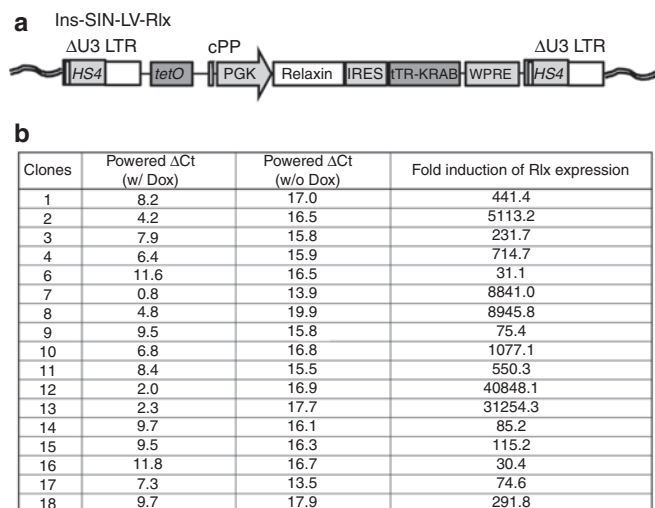 a Ins-SIN-LV-Rlx
ΔU3 LTR cPP ΔU3 LTR
HS4 tetO PGK Relaxin IRES tTR-KRAB WPRE HS4
b
Clones Powered ΔCt (w/ Dox) Powered ΔCt (w/o Dox) Fold induction of Rlx expression
1 8.2 17.0 441.4
2 4.2 16.5 5113.2
3 7.9 15.8 231.7
4 6.4 15.9 714.7
6 11.6 16.5 31.1
7 0.8 13.9 8841.0
8 4.8 19.9 8945.8
9 9.5 15.8 75.4
10 6.8 16.8 1077.1
11 8.4 15.5 550.3
12 2.0 16.9 40848.1
13 2.3 17.7 31254.3
14 9.7 16.1 85.2
15 9.5 16.3 115.2
16 11.8 16.7 30.4
17 7.3 13.5 74.6
18 9.7 17.9 291.8